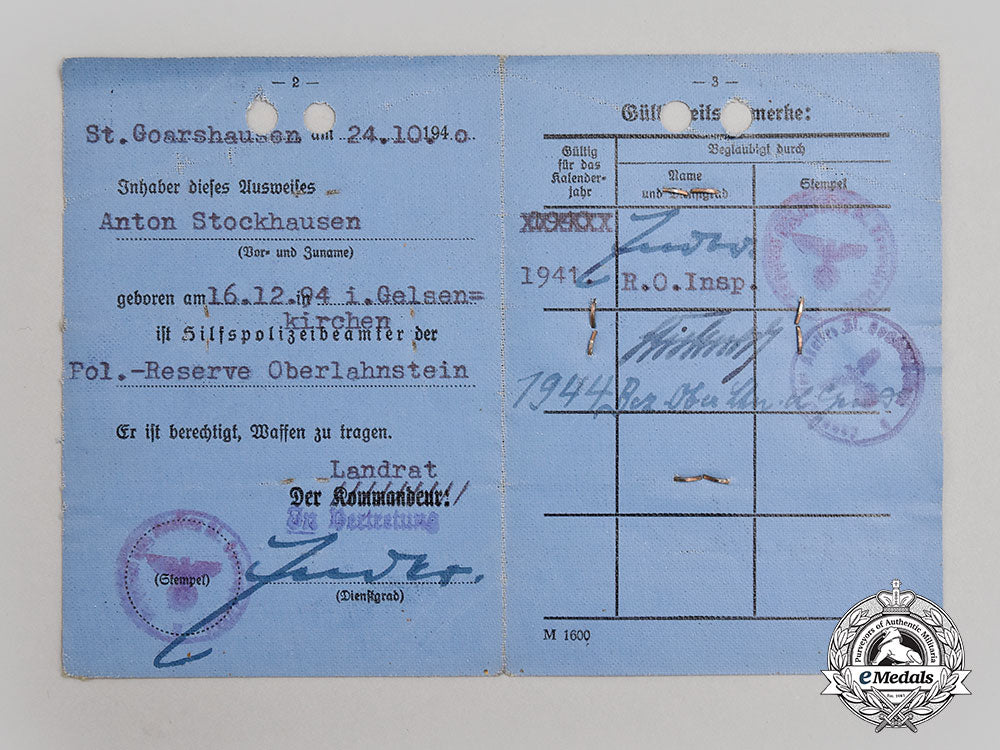 — 2 —
St. Goarshausen am 24.10.1940
Inhaber dieses Ausweises
Anton Stockhausen
(Vor- und Zuname)
geboren am 16.12.94 i.Gelsen=
kirchen
ist Hilfspolizeibeamter der
Pol.-Reserve Oberlahnstein
Er ist berechtigt, Waffen zu tragen.
Landrat
Der Kommandeur:
In Vertretung
(Stempel)
(Dienstgrad)
— 3 —
Gültigkeitsvermerke:
Gültig für das Kalender-jahr
Beglaubigt durch
Name und Dienstgrad
Stempel
1941.
R.O.Insp.
1944
M 1600
Purveyors of Authentic Militaria
eMedals